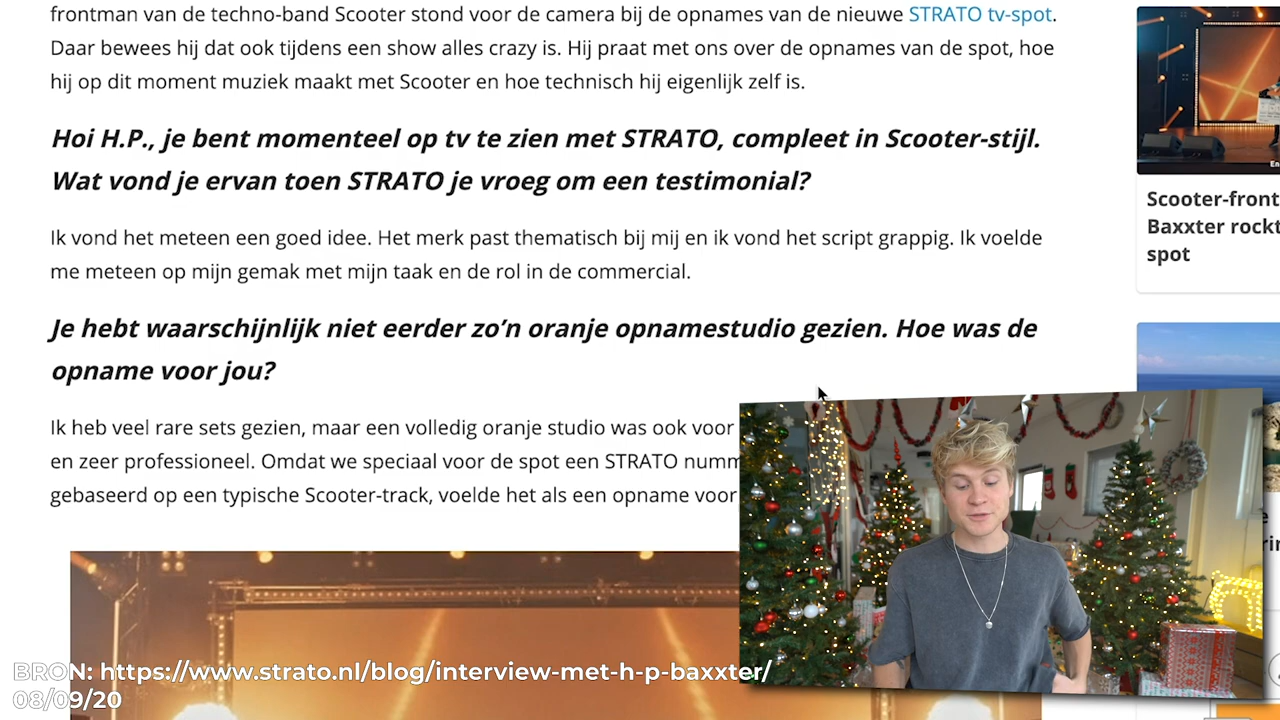 frontman van de techno-band Scooter stond voor de camera bij de opnames van de nieuwe STRATO tv-spot.
Daar bewees hij dat ook tijdens een show alles crazy is. Hij praat met ons over de opnames van de spot, hoe
hij op dit moment muziek maakt met Scooter en hoe technisch hij eigenlijk zelf is.
Hoi H.P., je bent momenteel op tv te zien met STRATO, compleet in Scooter-stijl.
Wat vond je ervan toen STRATO je vroeg om een testimonial?
Ik vond het meteen een goed idee. Het merk past thematisch bij mij en ik vond het script grappig. Ik voelde
me meteen op mijn gemak met mijn taak en de rol in de commercial.
Je hebt waarschijnlijk niet eerder zo’n oranje opnamestudio gezien. Hoe was de
opname voor jou?
Ik heb veel rare sets gezien, maar een volledig oranje studio was ook voor
en zeer professioneel. Omdat we speciaal voor de spot een STRATO numm
gebaseerd op een typische Scooter-track, voelde het als een opname voor
Scooter-front
Baxxter rockt
spot
BRON: https://www.strato.nl/blog/interview-met-h-p-baxxter/
08/09/20